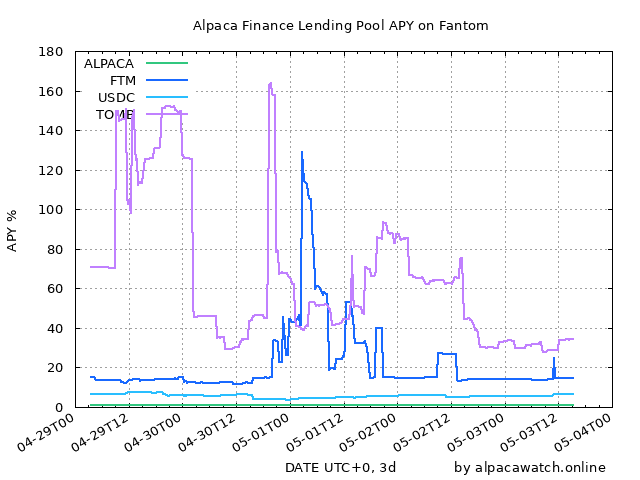 Alpaca Finance Lending Pool APY on Fantom
ALPACA
FTM
USDC
TOMB
APY %
180
160
140
120
100
80
60
40
20
0
04-29T00
04-29T12
04-30T00
04-30T12
05-01T00
05-01T12
05-02T00
05-02T12
05-03T00
05-03T12
05-04T00
DATE UTC+0, 3d
by alpacawatch.online